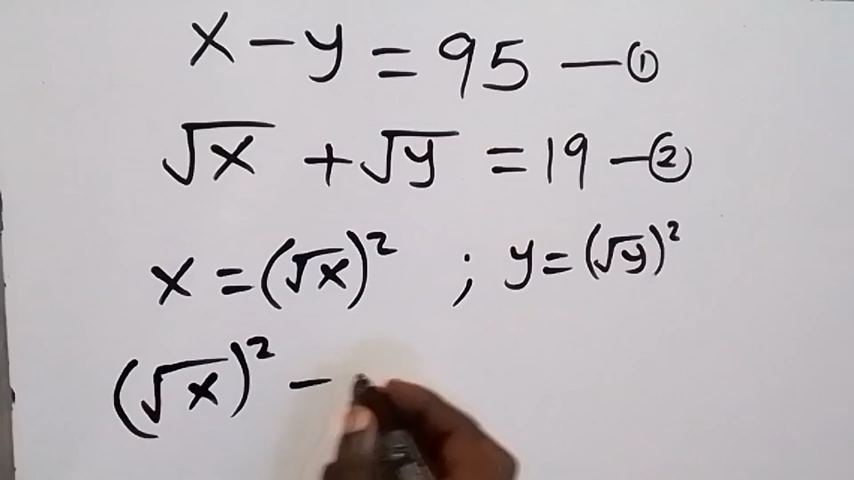 x - y = 95 — ①
√x + √y = 19 — ②
x = (√x)² ; y = (√y)²
(√x)² -